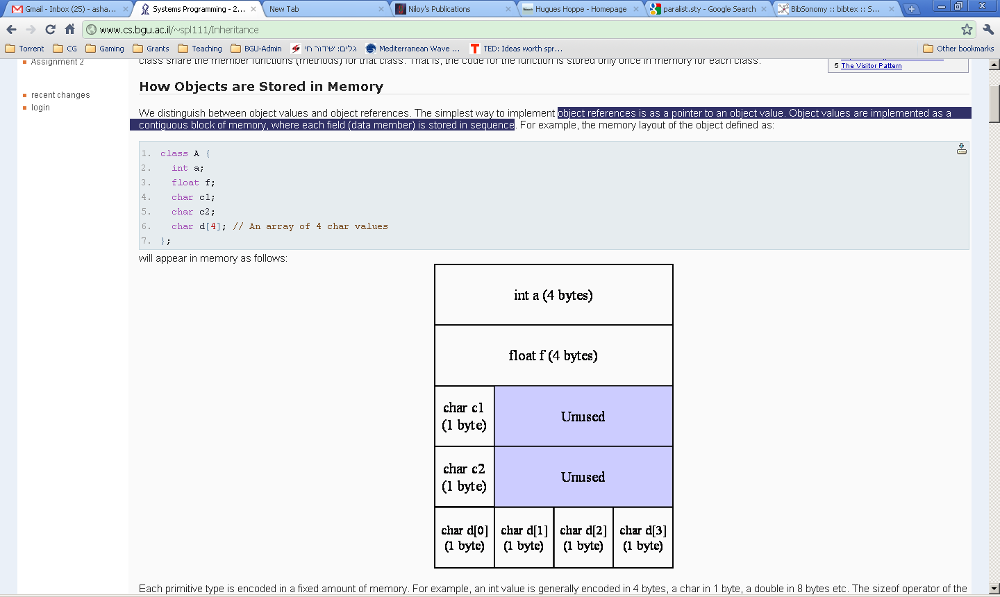 Gmail - Inbox (25) - asha...
Systems Programming - 2...
New Tab
Niloy's Publications
Hugues Hoppe - Homepage
paralist.sty - Google Search
BibSonomy :: bibtex :: S...
www.cs.bgu.ac.il/~spl111/Inheritance
Torrent
CG
Gaming
Grants
Teaching
BGU-Admin
גלים: שידור חי
Mediterranean Wave ...
TED: Ideas worth spr...
Other bookmarks
Assignment 2
recent changes
login
class share the member functions (methods) for that class. That is, the code for the function is stored only once in memory for each class.
5 The Visitor Pattern
How Objects are Stored in Memory
We distinguish between object values and object references. The simplest way to implement object references is as a pointer to an object value. Object values are implemented as a
contiguous block of memory, where each field (data member) is stored in sequence. For example, the memory layout of the object defined as:
1. class A {
2. int a;
3. float f;
4. char c1;
5. char c2;
6. char d[4]; // An array of 4 char values
7. };
will appear in memory as follows:
int a (4 bytes)
float f (4 bytes)
char c1
(1 byte)
Unused
char c2
(1 byte)
Unused
char d[0]
(1 byte)
char d[1]
(1 byte)
char d[2]
(1 byte)
char d[3]
(1 byte)
Each primitive type is encoded in a fixed amount of memory. For example, an int value is generally encoded in 4 bytes, a char in 1 byte, a double in 8 bytes etc. The sizeof operator of the